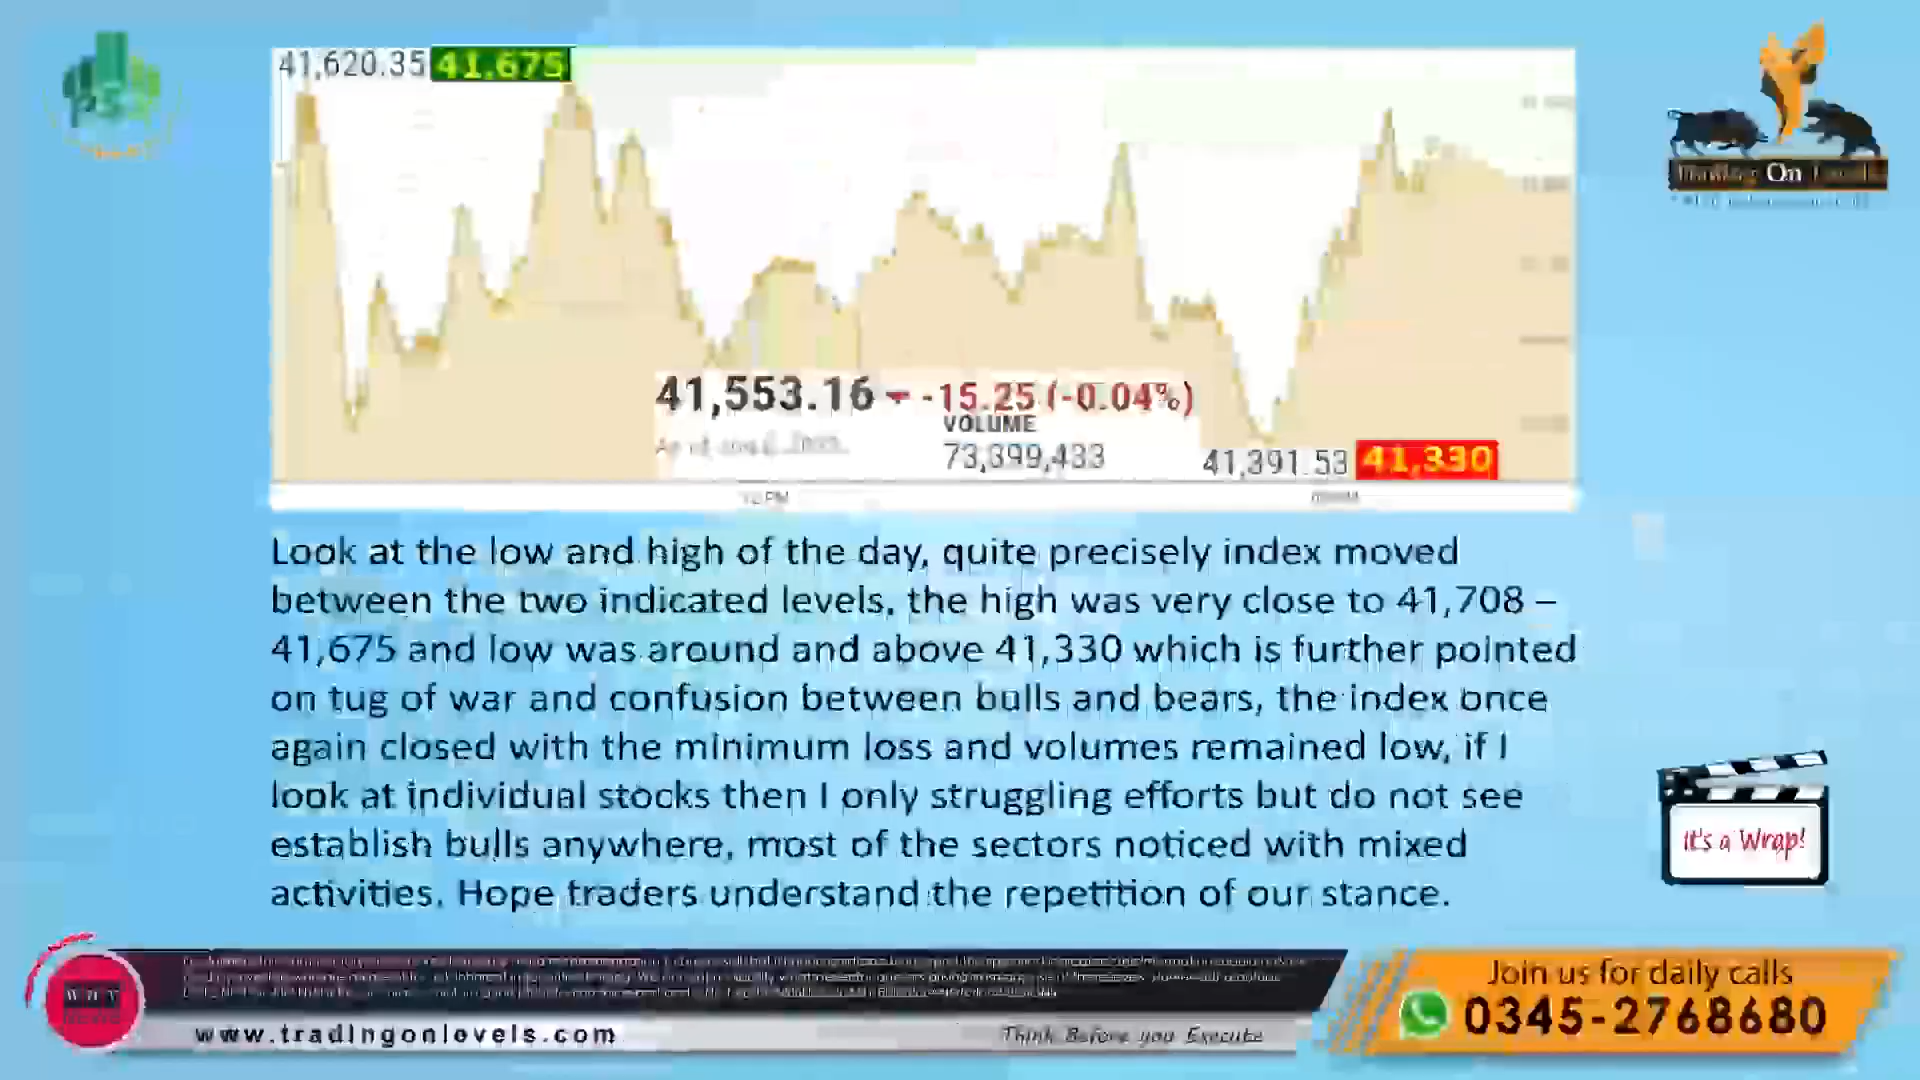 41,620.35 41,675
psx
41,553.16 -15.25 (-0.04%)
VOLUME
73,399,433
41,391.53 41,330
12 PM
On
Look at the low and high of the day, quite precisely index moved
between the two indicated levels, the high was very close to 41,708 –
41,675 and low was around and above 41,330 which is further pointed
on tug of war and confusion between bulls and bears, the index once
again closed with the minimum loss and volumes remained low, if I
look at individual stocks then I only struggling efforts but do not see
establish bulls anywhere, most of the sectors noticed with mixed
activities. Hope traders understand the repetition of our stance.
It's a Wrap!
www.tradingonlevels.com
Think Before you Execute
Join us for daily calls
0345-2768680